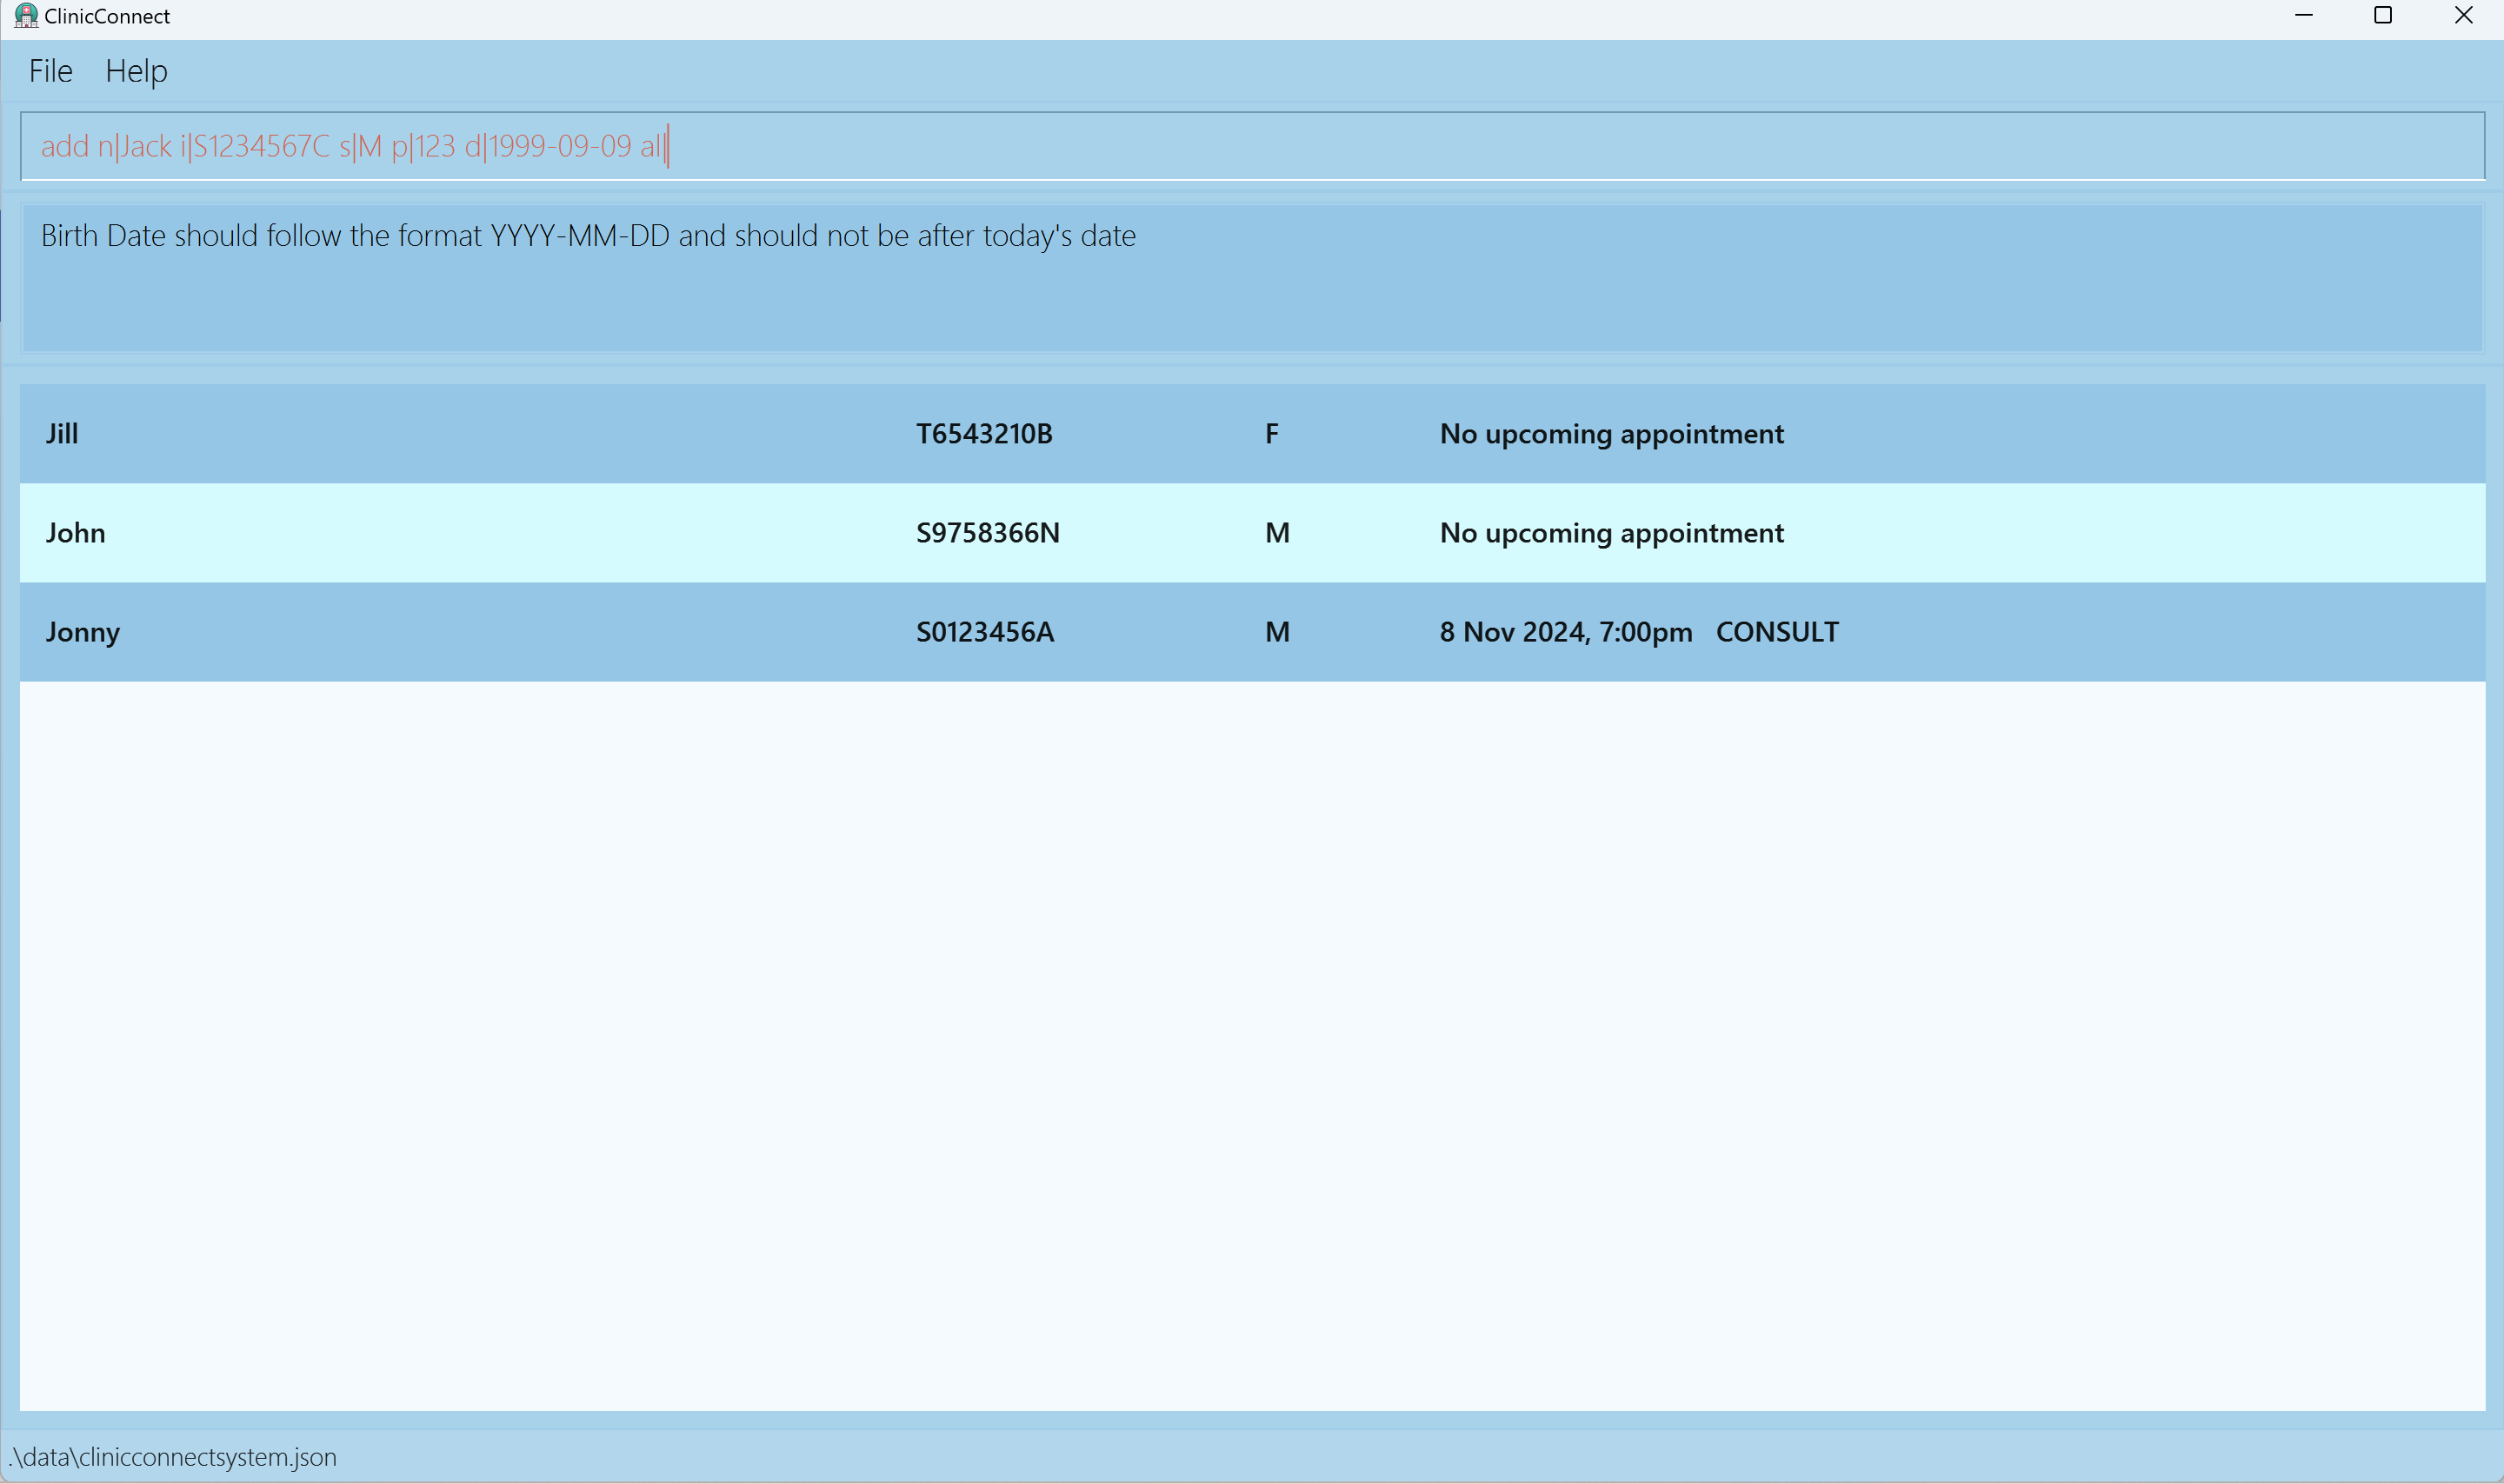 ClinicConnect
File Help
add n|Jack i|S1234567C s|M p|123 d|1999-09-09 al|
Birth Date should follow the format YYYY-MM-DD and should not be after today's date
Jill T6543210B F No upcoming appointment
John S9758366N M No upcoming appointment
Jonny S0123456A M 8 Nov 2024, 7:00pm CONSULT
.\data\clinicconnectsystem.json